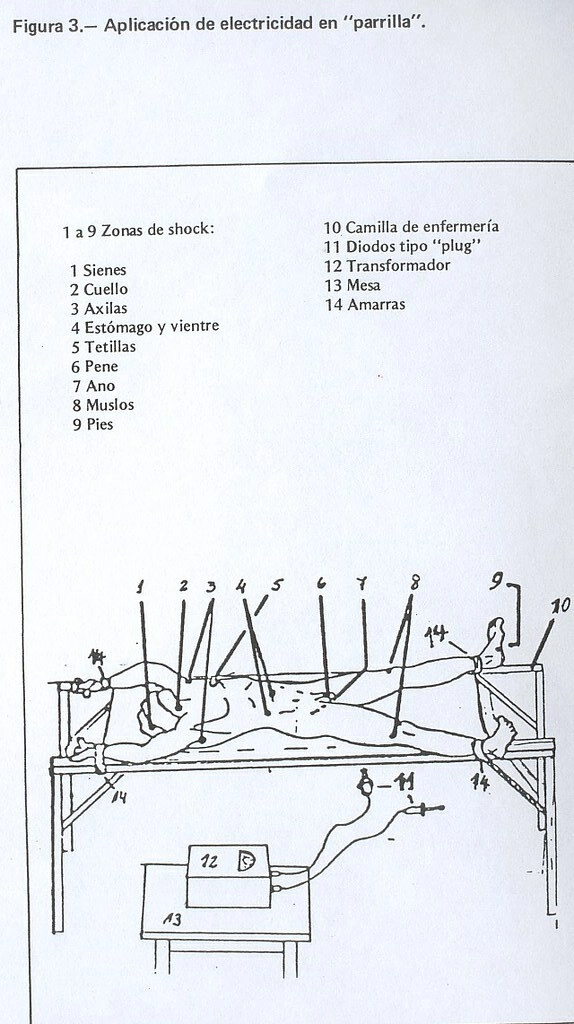 Figura 3.— Aplicación de electricidad en "parrilla".
1 a 9 Zonas de shock:
1 Sienes
2 Cuello
3 Axilas
4 Estómago y vientre
5 Tetillas
6 Pene
7 Ano
8 Muslos
9 Pies
10 Camilla de enfermería
11 Diodos tipo "plug"
12 Transformador
13 Mesa
14 Amarras
1 2 3 4 5 6 7 8 9
10
14
14
14
14
11
12
13